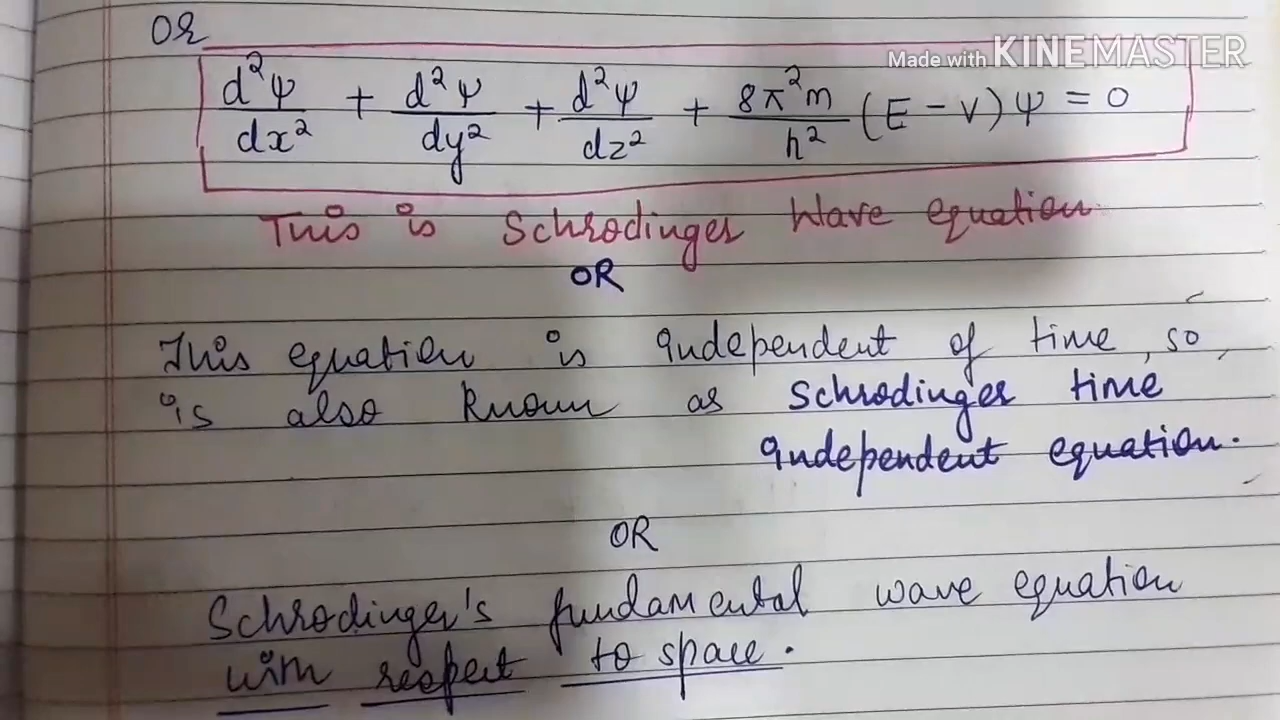 OR
Made with KINEMASTER
d²ψ/dx² + d²ψ/dy² + d²ψ/dz² + 8π²m/h² (E - V) ψ = 0
This is Schrodinger Wave equation
OR
This equation is independent of time, so
is also known as Schrodinger time
independent equation.
OR
Schrodinger's fundamental wave equation
with respect to space.